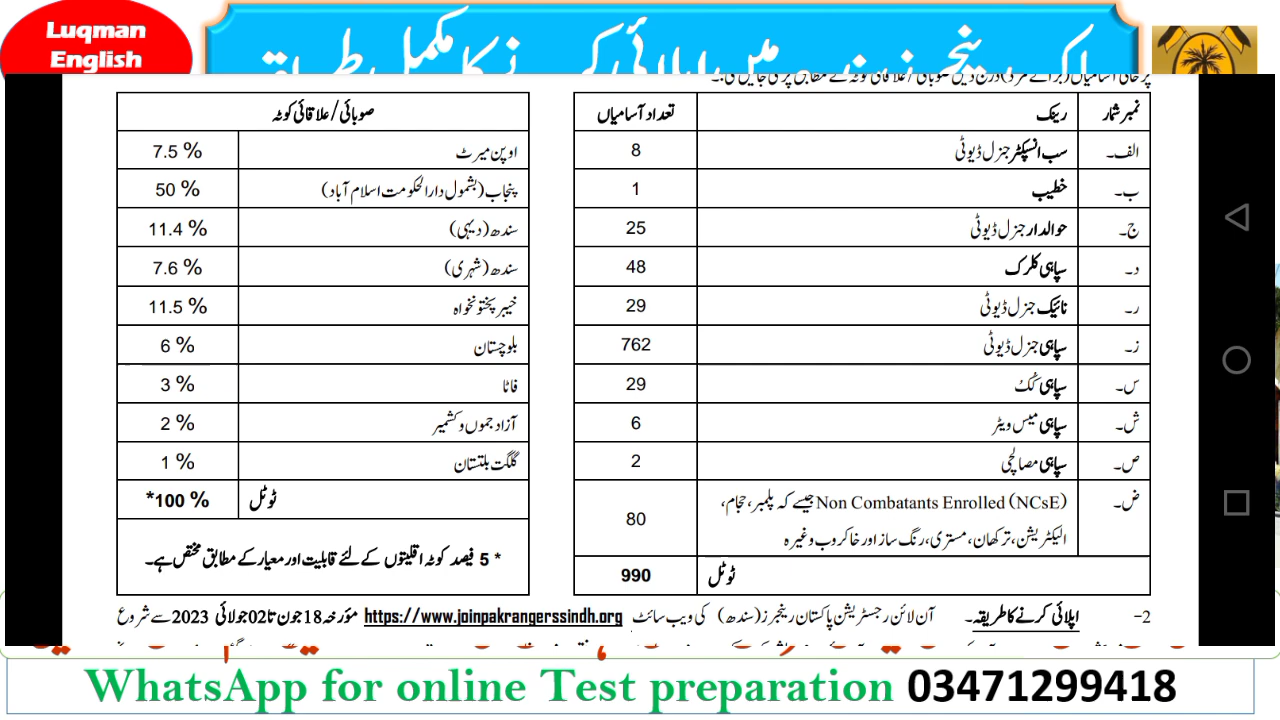 Luqman
English
پر خالی آسامیاں (برائے مرد) درج ذیل صوبائی/علاقائی کوٹہ کے مطابق پر کی جائیں گی:۔
نمبر شمار رینک تعداد آسامیاں
الف۔ سب انسپکٹر جنرل ڈیوٹی 8
ب۔ خطیب 1
ج۔ حوالدار جنرل ڈیوٹی 25
د۔ سپاہی کلرک 48
ر۔ نائیک جنرل ڈیوٹی 29
ز۔ سپاہی جنرل ڈیوٹی 762
س۔ سپاہی کُک 29
ش۔ سپاہی میس ویٹر 6
ص۔ سپاہی مصالچی 2
ض۔ Non Combatants Enrolled (NCsE) جیسے کہ پلمبر، حجام،
الیکٹریشن، ترکھان، مستری، رنگ ساز اور خاکروب وغیرہ 80
ٹوٹل 990
صوبائی/علاقائی کوٹہ
اوپن میرٹ 7.5 %
پنجاب (بشمول دارالحکومت اسلام آباد) 50 %
سندھ (دیہی) 11.4 %
سندھ (شہری) 7.6 %
خیبر پختونخواہ 11.5 %
بلوچستان 6 %
فاٹا 3 %
آزاد جموں و کشمیر 2 %
گلگت بلتستان 1 %
ٹوٹل *100 %
* 5 فیصد کوٹہ اقلیتوں کے لئے قابلیت اور معیار کے مطابق مختص ہے۔
2- اپلائی کرنے کا طریقہ۔ آن لائن رجسٹریشن پاکستان رینجرز (سندھ) کی ویب سائٹ https://www.joinpakrangerssindh.org مؤرخہ 18 جون تا 02 جولائی 2023 سے شروع
WhatsApp for online Test preparation 03471299418